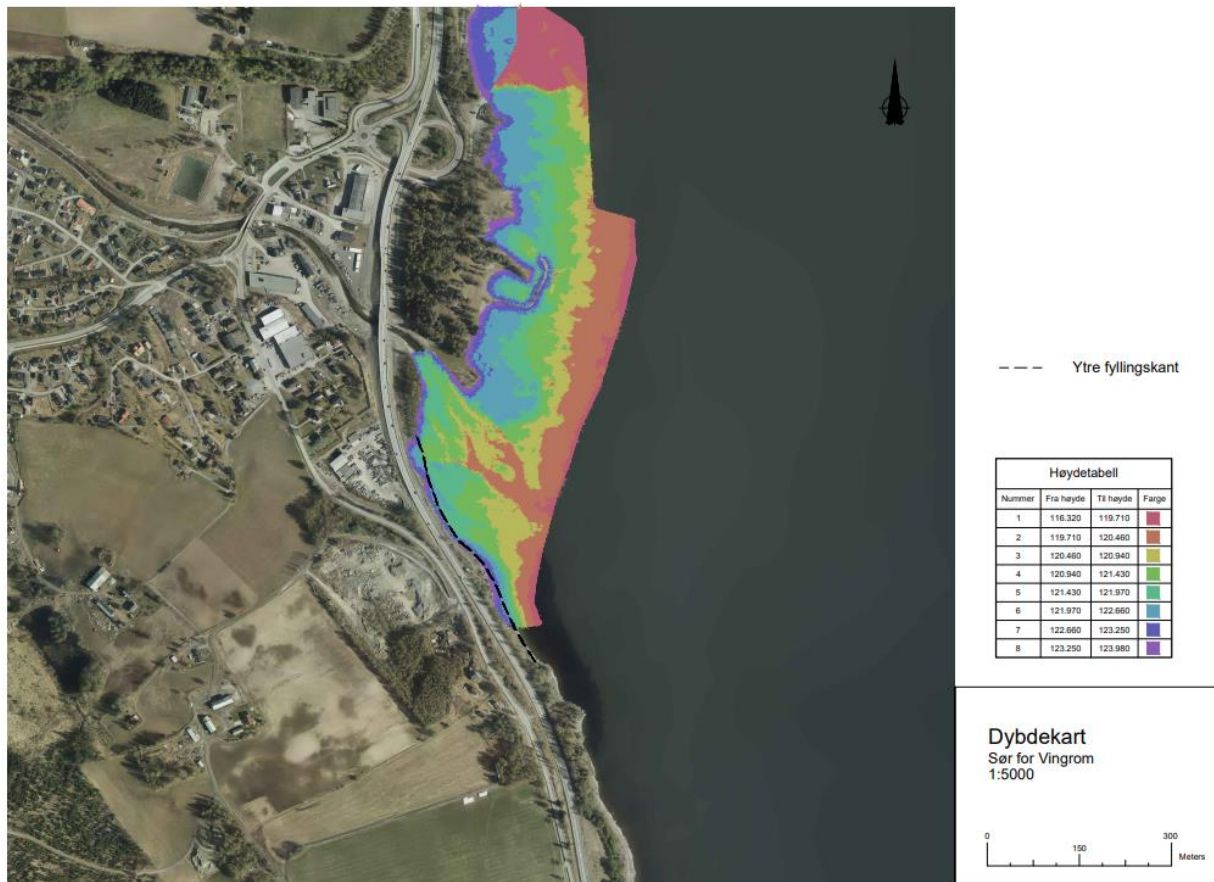 Ytre fyllingskant
Høydetabell
Nummer Fra høyde Til høyde Farge
1 116.320 119.710
2 119.710 120.460
3 120.460 120.940
4 120.940 121.430
5 121.430 121.970
6 121.970 122.660
7 122.660 123.250
8 123.250 123.980
Dybdekart
Sør for Vingrom
1:5000
0 300
150 Meters